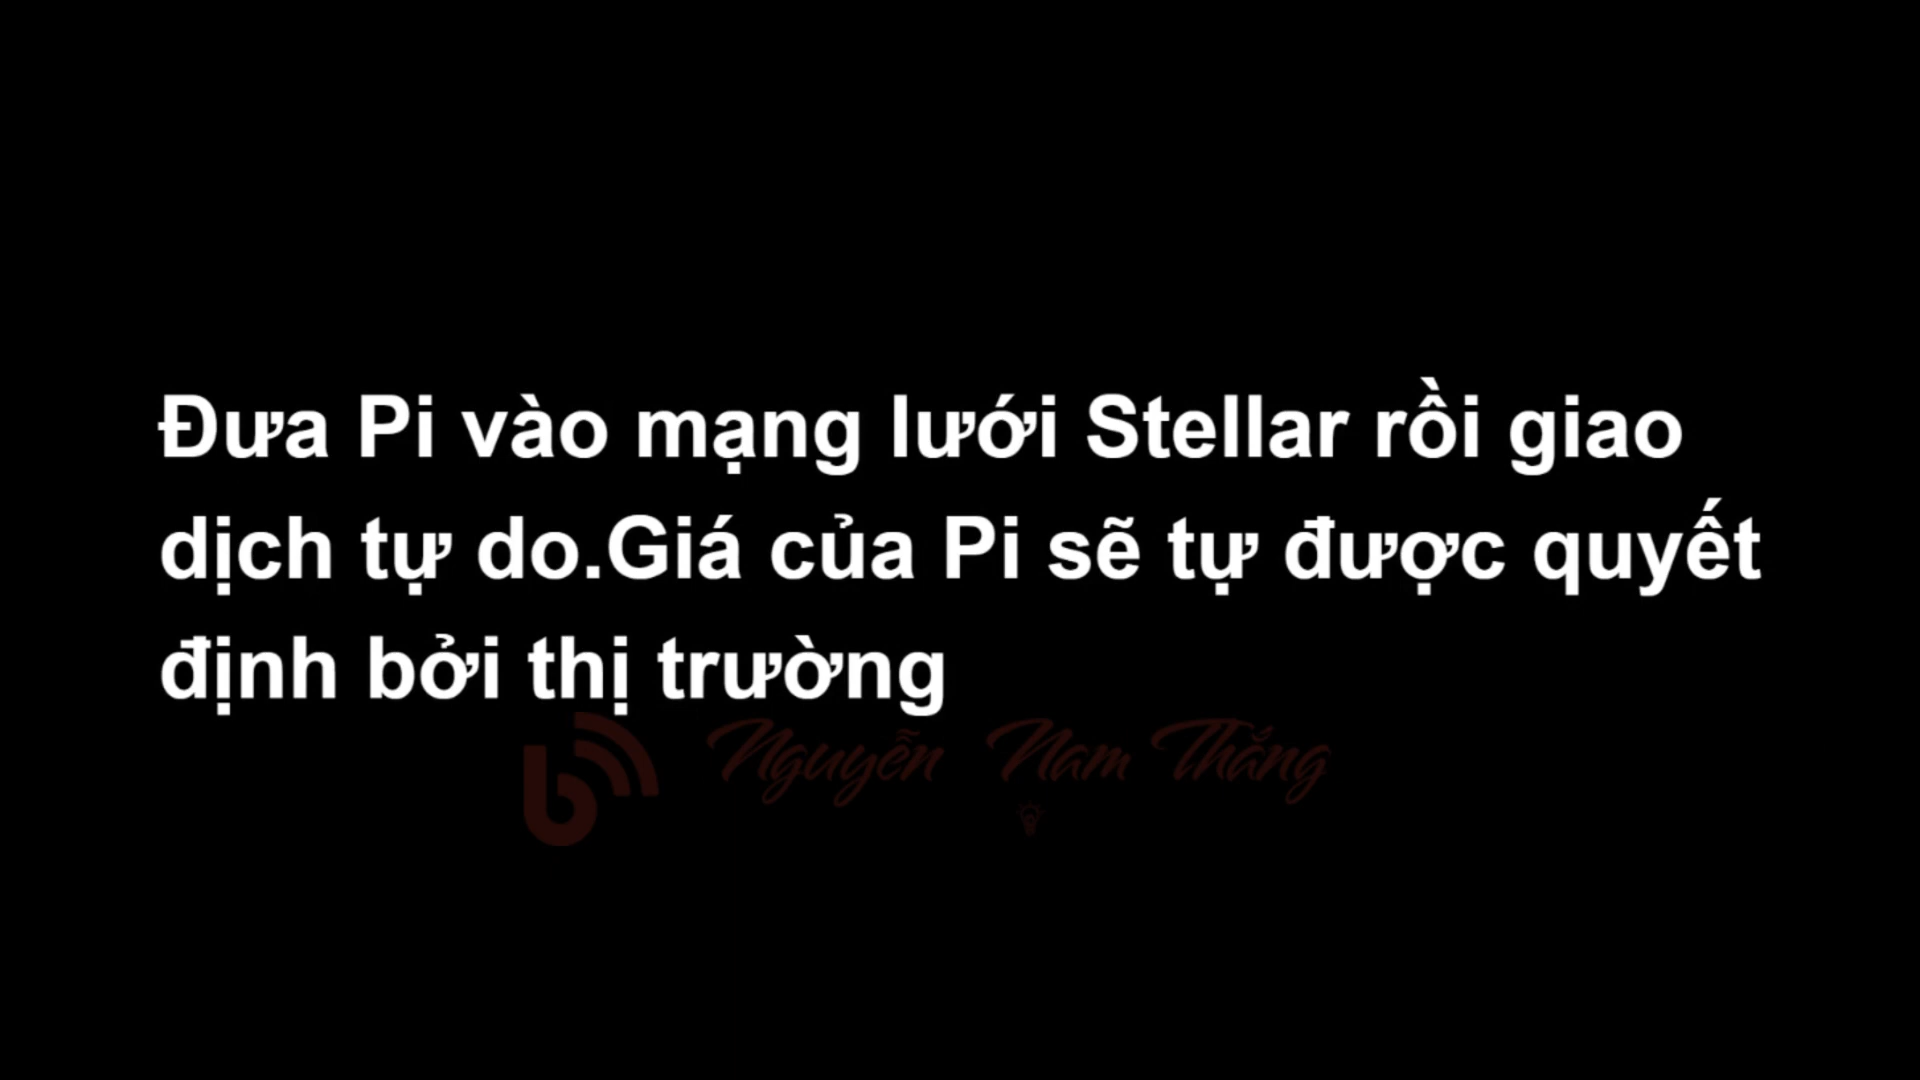 Đưa Pi vào mạng lưới Stellar rồi giao
dịch tự do.Giá của Pi sẽ tự được quyết
định bởi thị trường
Nguyễn Nam Thắng